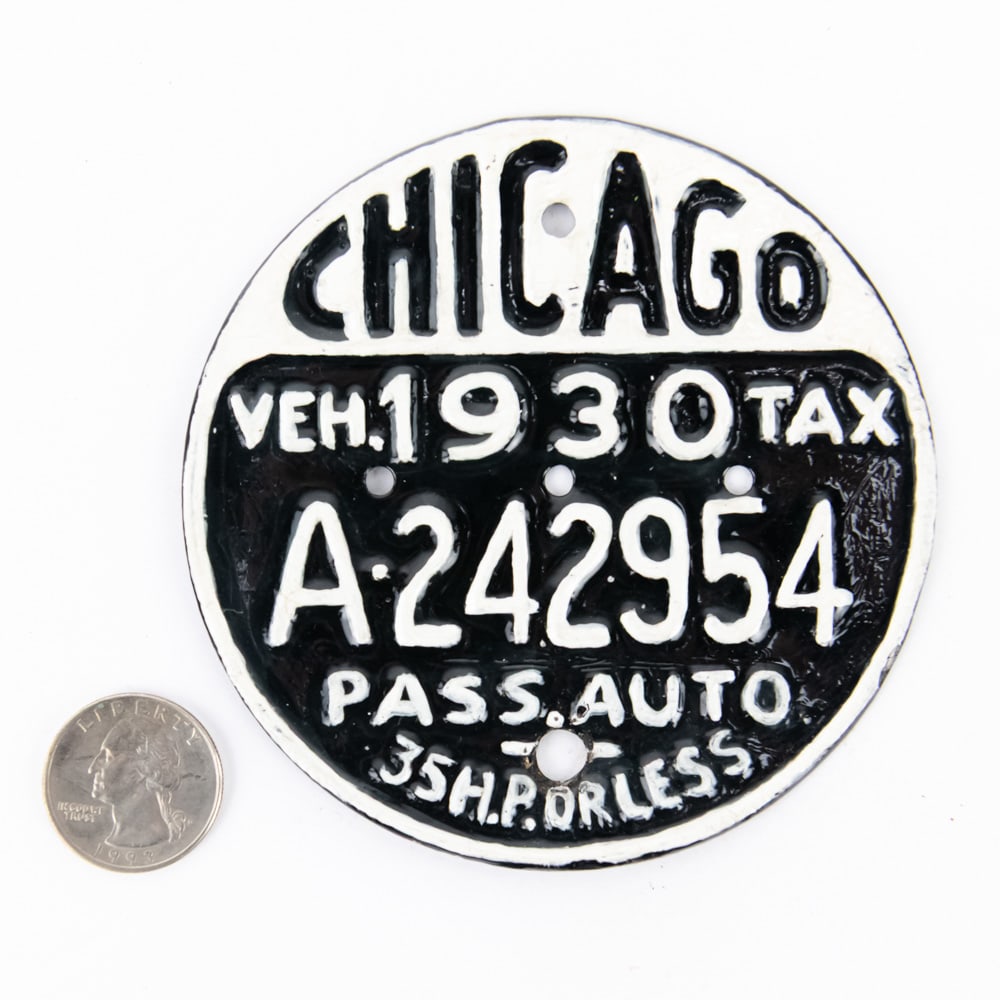 CHICAGO
VEH. 1930 TAX
A·242954
PASS. AUTO
35 H.P. OR LESS
LIBERTY
IN GOD WE
TRUST